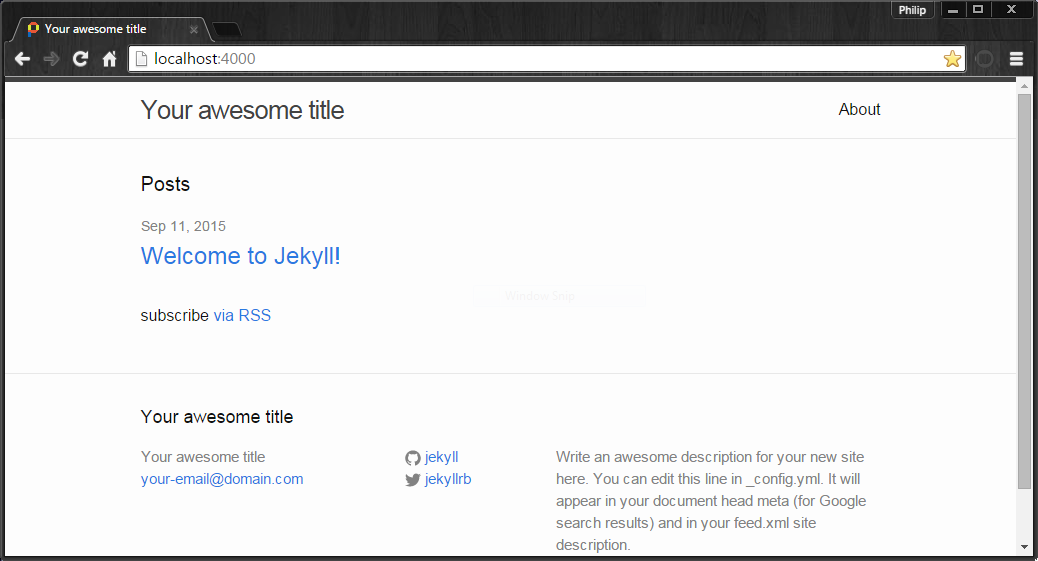 Philip
Your awesome title
localhost:4000
Your awesome title
About
Posts
Sep 11, 2015
Welcome to Jekyll!
Window Snip
subscribe via RSS
Your awesome title
Your awesome title
your-email@domain.com
jekyll
jekyllrb
Write an awesome description for your new site
here. You can edit this line in _config.yml. It will
appear in your document head meta (for Google
search results) and in your feed.xml site
description.